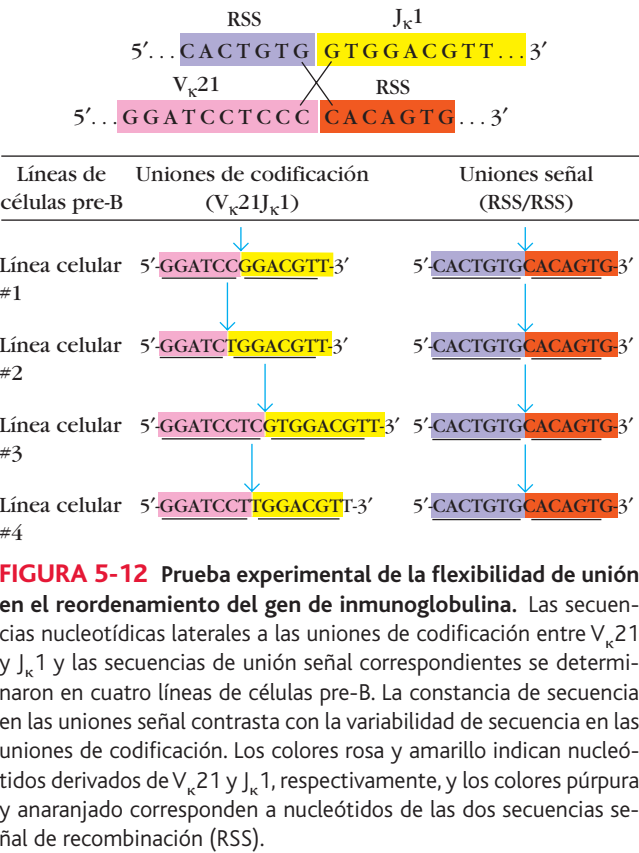 RSS Jκ1
5′...CACTGTG GTGGACGTT...3′
Vκ21 RSS
5′...GGATCCTCCC CACAGTG...3′
Líneas de Uniones de codificación Uniones señal
células pre-B (Vκ21Jκ1) (RSS/RSS)
Línea celular 5′-GGATCCGGACGTT-3′ 5′-CACTGTGCACAGTG-3′
#1
Línea celular 5′-GGATCTGGACGTT-3′ 5′-CACTGTGCACAGTG-3′
#2
Línea celular 5′-GGATCCTCGTGGACGTT-3′ 5′-CACTGTGCACAGTG-3′
#3
Línea celular 5′-GGATCCTTGGACGTT-3′ 5′-CACTGTGCACAGTG-3′
#4
FIGURA 5-12 Prueba experimental de la flexibilidad de unión
en el reordenamiento del gen de inmunoglobulina. Las secuen-
cias nucleotídicas laterales a las uniones de codificación entre Vκ21
y Jκ1 y las secuencias de unión señal correspondientes se determi-
naron en cuatro líneas de células pre-B. La constancia de secuencia
en las uniones señal contrasta con la variabilidad de secuencia en las
uniones de codificación. Los colores rosa y amarillo indican nucleó-
tidos derivados de Vκ21 y Jκ1, respectivamente, y los colores púrpura
y anaranjado corresponden a nucleótidos de las dos secuencias se-
ñal de recombinación (RSS).